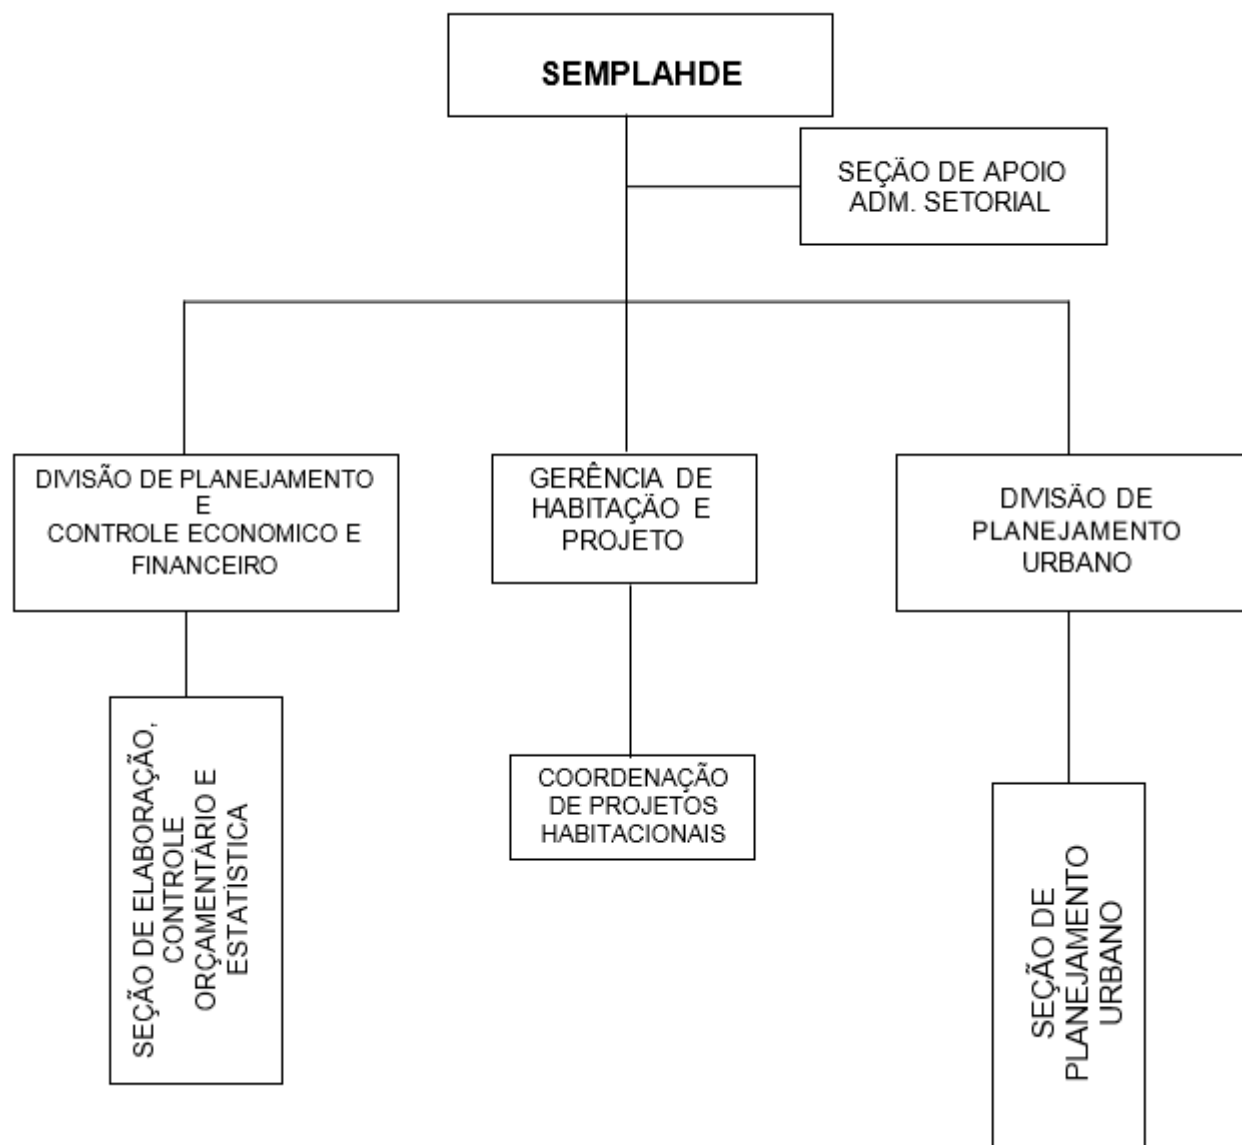 SEMPLAHDE
SEÇÃO DE APOIO
ADM. SETORIAL
DIVISÃO DE PLANEJAMENTO
E
CONTROLE ECONOMICO E
FINANCEIRO
GERÊNCIA DE
HABITAÇÃO E
PROJETO
DIVISÃO DE
PLANEJAMENTO
URBANO
SEÇÃO DE ELABORAÇÃO,
CONTROLE
ORÇAMENTÁRIO E
ESTATÍSTICA
COORDENAÇÃO
DE PROJETOS
HABITACIONAIS
SEÇÃO DE
PLANEJAMENTO
URBANO